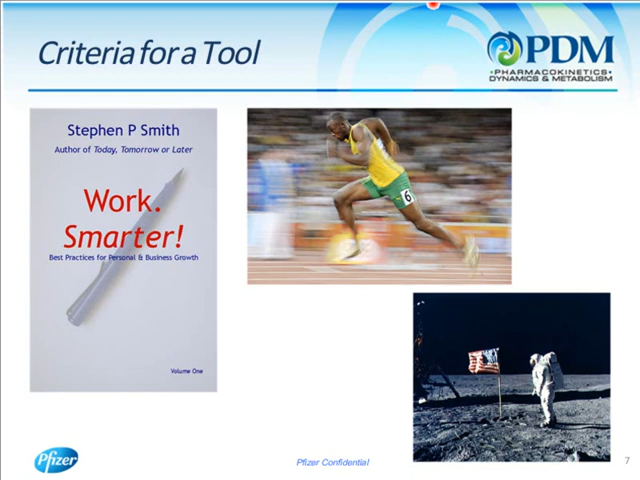 Criteria for a Tool
PDM
PHARMACOKINETICS
DYNAMICS & METABOLISM
Stephen P Smith
Author of Today, Tomorrow or Later
Work.
Smarter!
Best Practices for Personal & Business Growth
Volume One
6
Pfizer
Pfizer Confidential
7